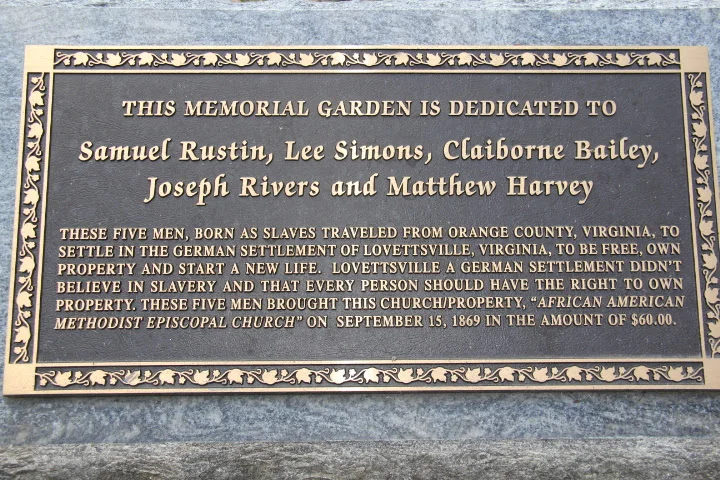 THIS MEMORIAL GARDEN IS DEDICATED TO
Samuel Rustin, Lee Simons, Claiborne Bailey,
Joseph Rivers and Matthew Harvey
THESE FIVE MEN, BORN AS SLAVES TRAVELED FROM ORANGE COUNTY, VIRGINIA, TO
SETTLE IN THE GERMAN SETTLEMENT OF LOVETTSVILLE, VIRGINIA, TO BE FREE, OWN
PROPERTY AND START A NEW LIFE. LOVETTSVILLE A GERMAN SETTLEMENT DIDN'T
BELIEVE IN SLAVERY AND THAT EVERY PERSON SHOULD HAVE THE RIGHT TO OWN
PROPERTY. THESE FIVE MEN BROUGHT THIS CHURCH/PROPERTY, "AFRICAN AMERICAN
METHODIST EPISCOPAL CHURCH" ON SEPTEMBER 15, 1869 IN THE AMOUNT OF $60.00.